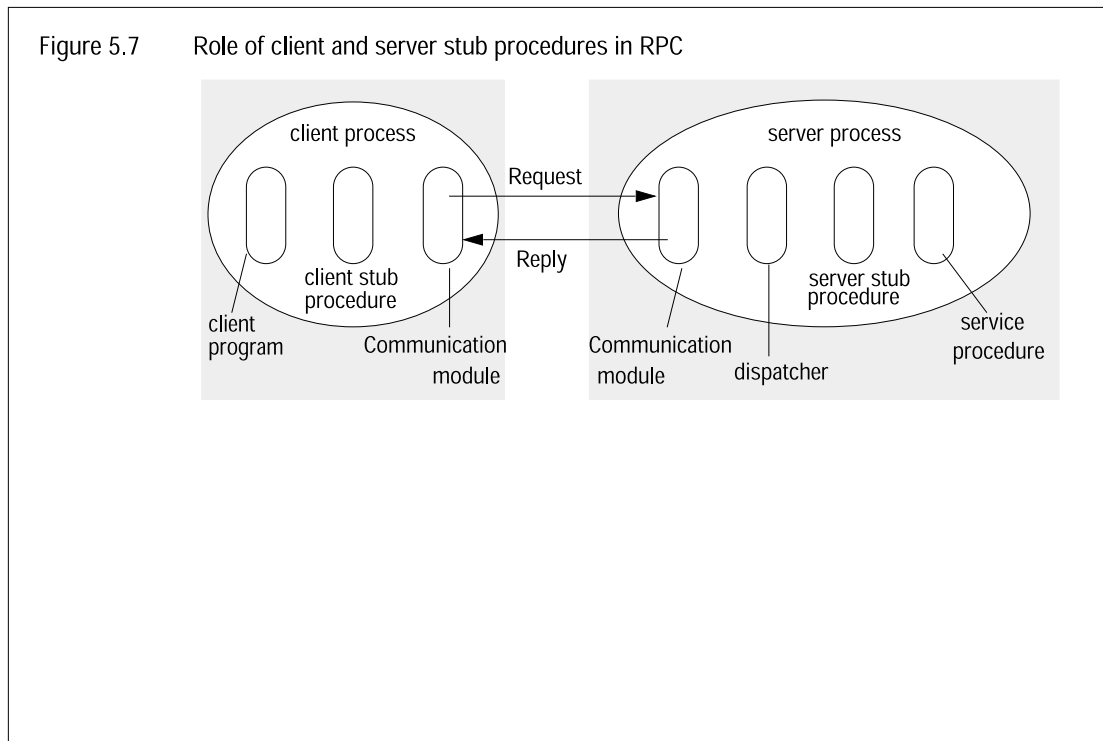 Figure 5.7 Role of client and server stub procedures in RPC
client process
server process
Request
Reply
client stub
procedure
server stub
procedure
client
program
Communication
module
Communication
module
dispatcher
service
procedure